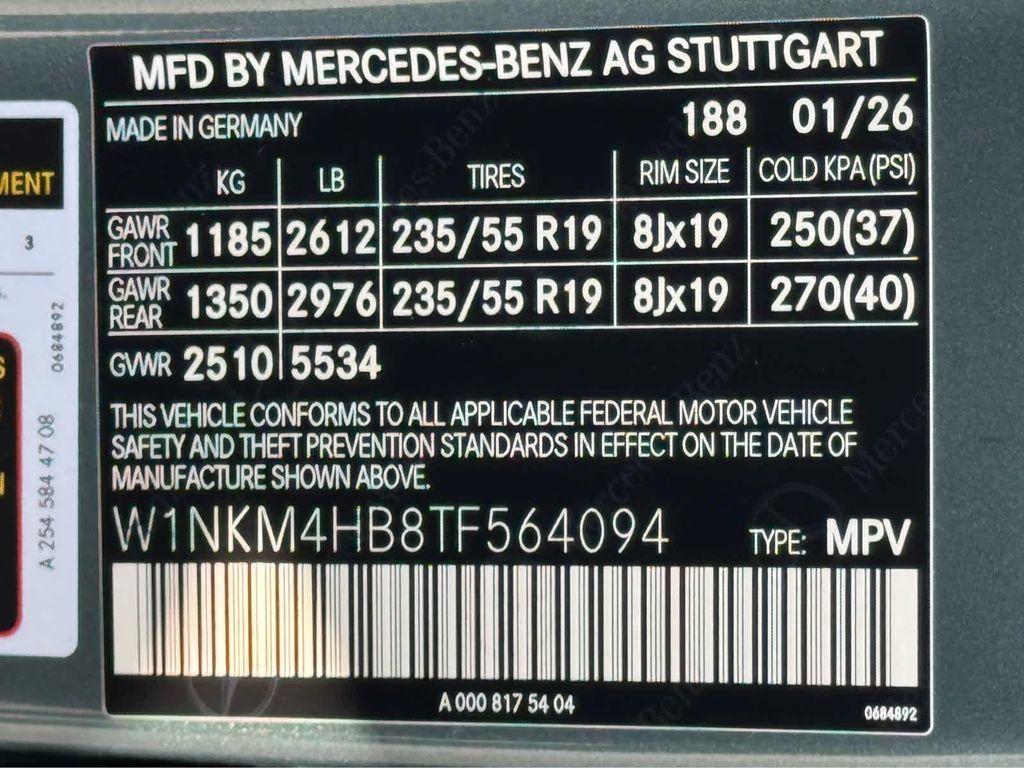 MFD BY MERCEDES-BENZ AG STUTTGART
MADE IN GERMANY 188 01/26
KG LB TIRES RIM SIZE COLD KPA (PSI)
GAWR FRONT 1185 2612 235/55 R19 8Jx19 250(37)
GAWR REAR 1350 2976 235/55 R19 8Jx19 270(40)
GVWR 2510 5534
THIS VEHICLE CONFORMS TO ALL APPLICABLE FEDERAL MOTOR VEHICLE
SAFETY AND THEFT PREVENTION STANDARDS IN EFFECT ON THE DATE OF
MANUFACTURE SHOWN ABOVE.
W1NKM4HB8TF564094 TYPE: MPV
A 000 817 54 04 0684892
MENT
3
0684892
A 254 584 47 08